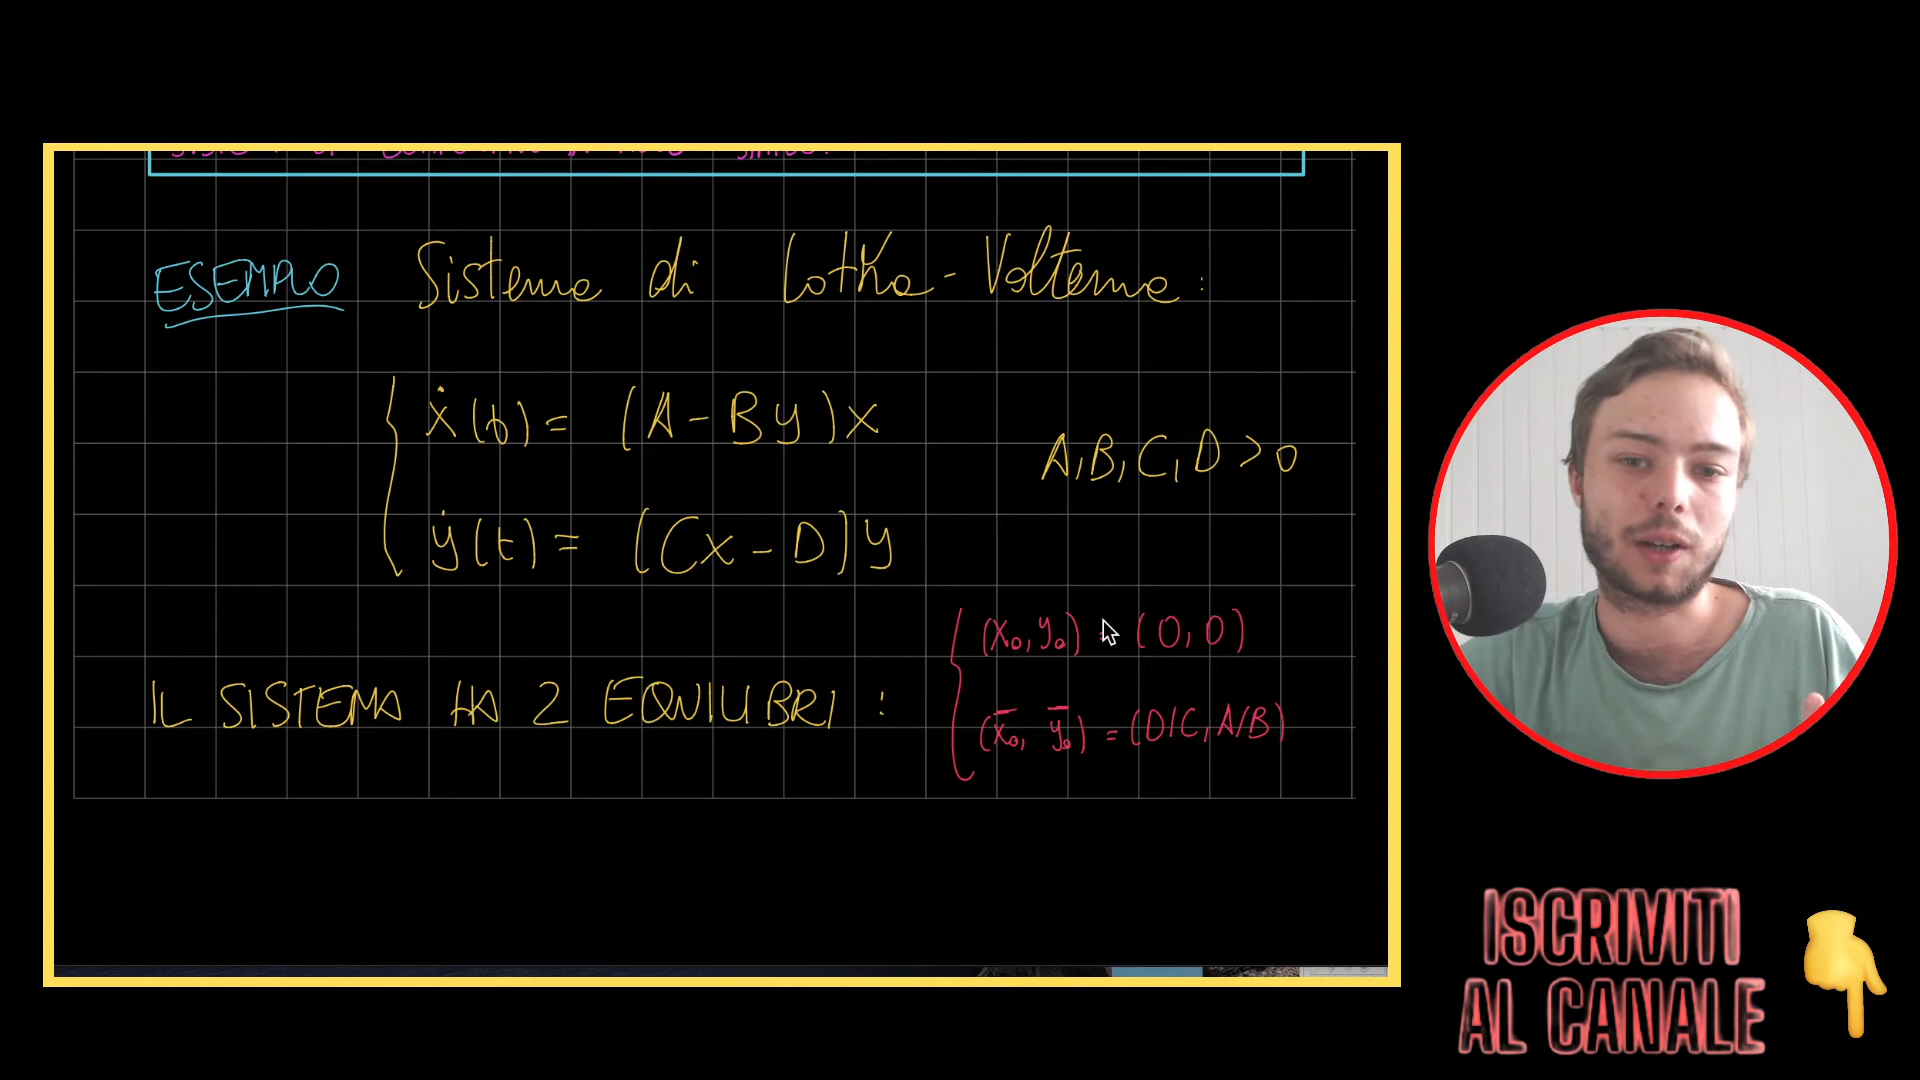 ESEMPIO Sistema di Lotka-Volterra:
ẋ(t) = (A - By)x
A, B, C, D > 0
ẏ(t) = (Cx - D)y
(x₀, y₀) = (0, 0)
IL SISTEMA HA 2 EQUILIBRI :
(x̄₀, ȳ₀) = (D/C, A/B)
ISCRIVITI
AL CANALE